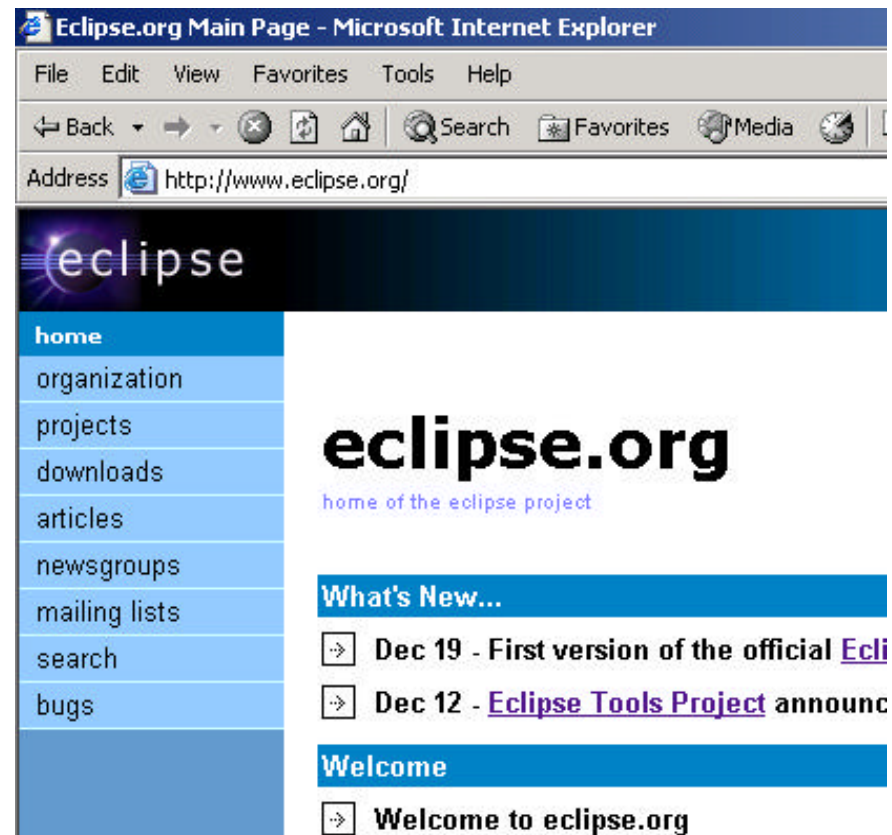 Eclipse.org Main Page - Microsoft Internet Explorer
File Edit View Favorites Tools Help
Back Search Favorites Media
Address http://www.eclipse.org/
eclipse
home
organization
projects
downloads
articles
newsgroups
mailing lists
search
bugs
eclipse.org
home of the eclipse project
What's New...
Dec 19 - First version of the official Ecli
Dec 12 - Eclipse Tools Project announc
Welcome
Welcome to eclipse.org